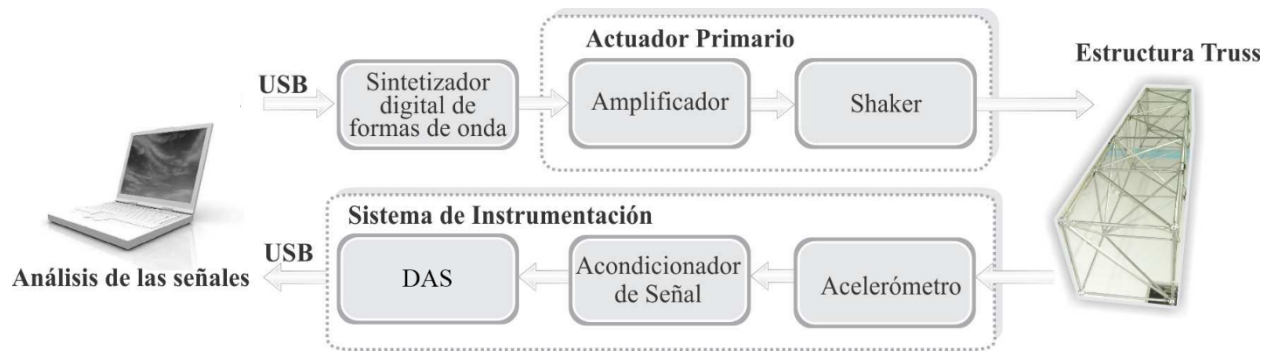 Actuador Primario
Estructura Truss
USB
Sintetizador
digital de
formas de onda
Amplificador
Shaker
Sistema de Instrumentación
USB
DAS
Acondicionador
de Señal
Acelerómetro
Análisis de las señales